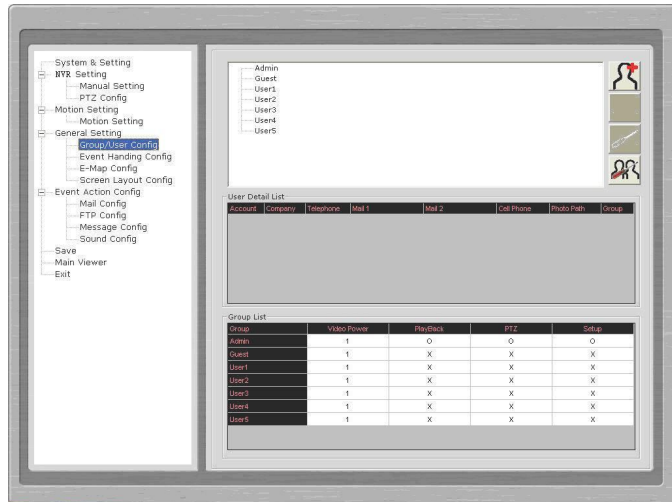 System & Setting
NVR Setting
Manual Setting
PTZ Config
Motion Setting
Motion Setting
General Setting
Group/User Config
Event Handing Config
E-Map Config
Screen Layout Config
Event Action Config
Mail Config
FTP Config
Message Config
Sound Config
Save
Main Viewer
Exit
Admin
Guest
User1
User2
User3
User4
User5
User Detail List
Account Company Telephone Mail 1 Mail 2 Cell Phone Photo Path Group
Group List
Group Video Power PlayBack PTZ Setup
Admin 1 O O O
Guest 1 X X X
User1 1 X X X
User2 1 X X X
User3 1 X X X
User4 1 X X X
User5 1 X X X